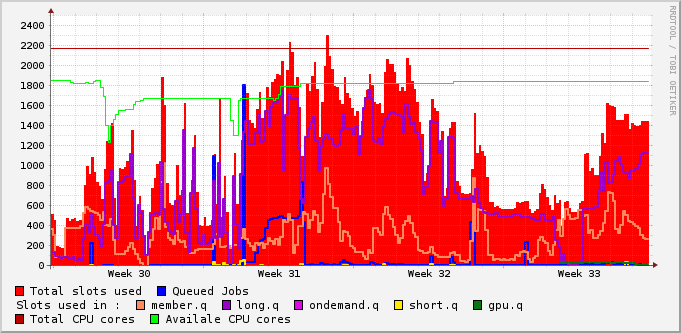 2400
2200
2000
1800
1600
1400
1200
1000
800
600
400
200
0
Week 30 Week 31 Week 32 Week 33
Total slots used Queued Jobs
Slots used in : member.q long.q ondemand.q short.q gpu.q
Total CPU cores Availale CPU cores
RRDTOOL / TOBI OETIKER